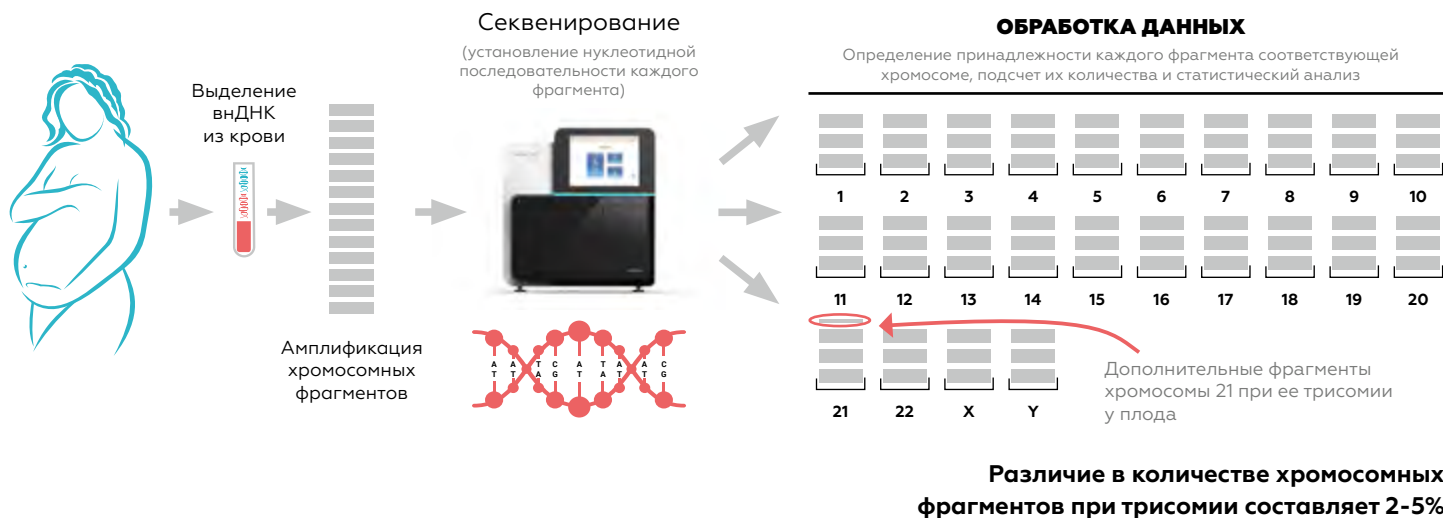 Секвенирование
(установление нуклеотидной
последовательности каждого
фрагмента)
ОБРАБОТКА ДАННЫХ
Определение принадлежности каждого фрагмента соответствующей
хромосоме, подсчет их количества и статистический анализ
Выделение
внДНК
из крови
1 2 3 4 5 6 7 8 9 10
11 12 13 14 15 16 17 18 19 20
Амплификация
хромосомных
фрагментов
A A T C A T A A C
T T A G T A T T G
Дополнительные фрагменты
хромосомы 21 при ее трисомии
у плода
21 22 X Y
Различие в количестве хромосомных
фрагментов при трисомии составляет 2-5%